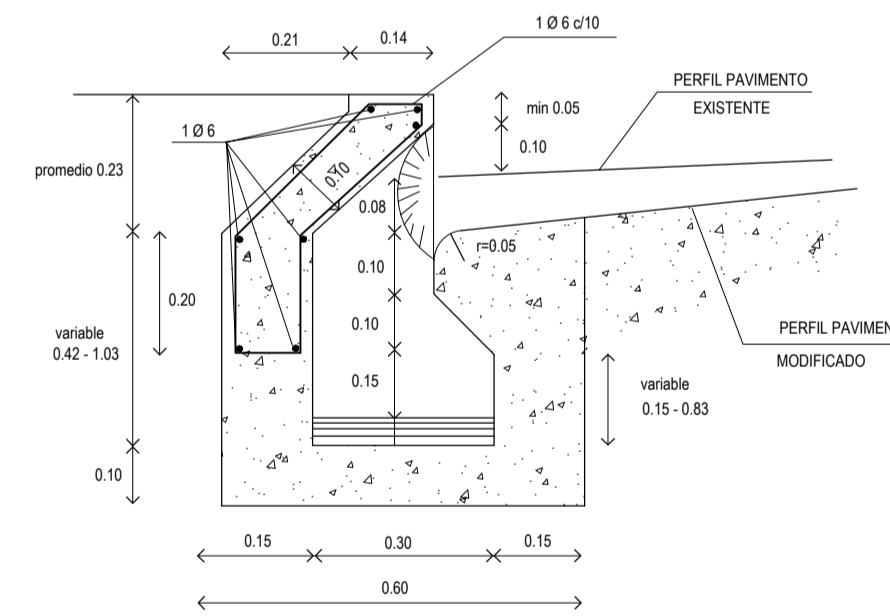 1 Ø 6 c/10
0.21
0.14
PERFIL PAVIMENTO
EXISTENTE
min 0.05
0.10
1 Ø 6
promedio 0.23
0.10
0.08
r=0.05
0.10
0.20
0.10
variable
0.42 - 1.03
PERFIL PAVIMEN
MODIFICADO
0.15
variable
0.15 - 0.83
0.10
0.15
0.30
0.15
0.60